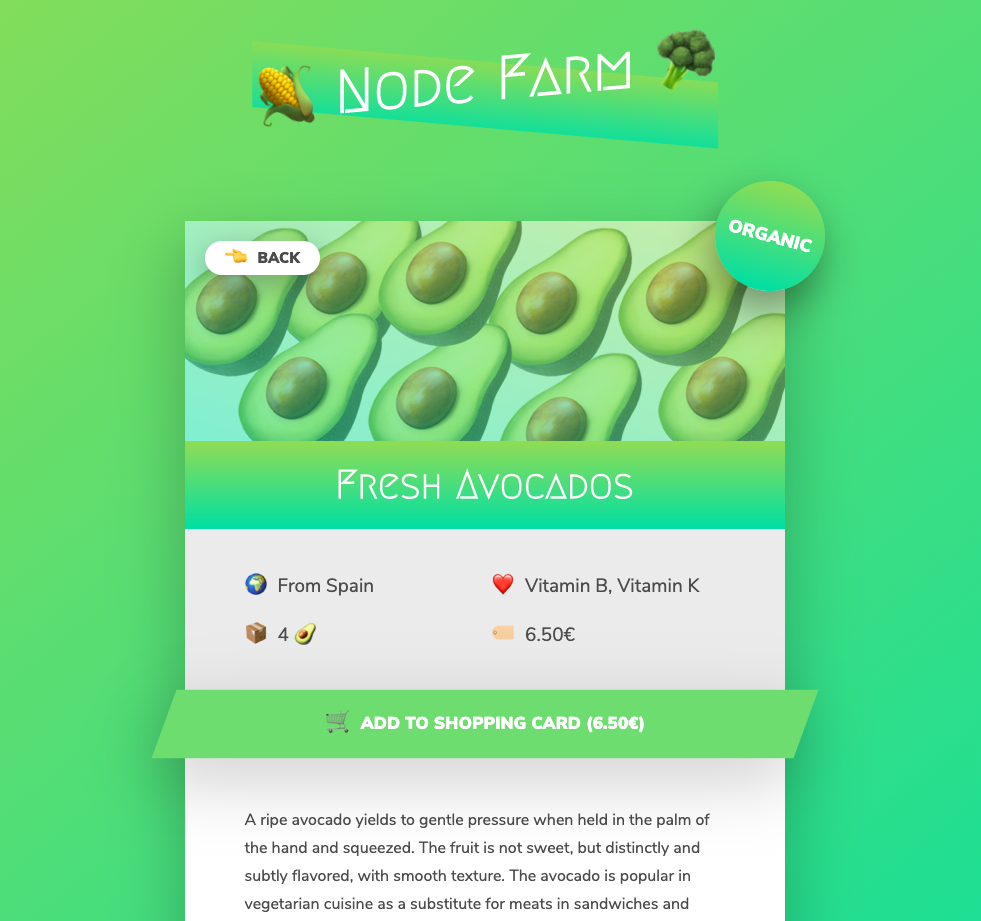 Node Farm
ORGANIC
👈 BACK
Fresh Avocados
🌍 From Spain
❤️ Vitamin B, Vitamin K
📦 4 🥑
🏷 6.50€
🛒 ADD TO SHOPPING CARD (6.50€)
A ripe avocado yields to gentle pressure when held in the palm of
the hand and squeezed. The fruit is not sweet, but distinctly and
subtly flavored, with smooth texture. The avocado is popular in
vegetarian cuisine as a substitute for meats in sandwiches and